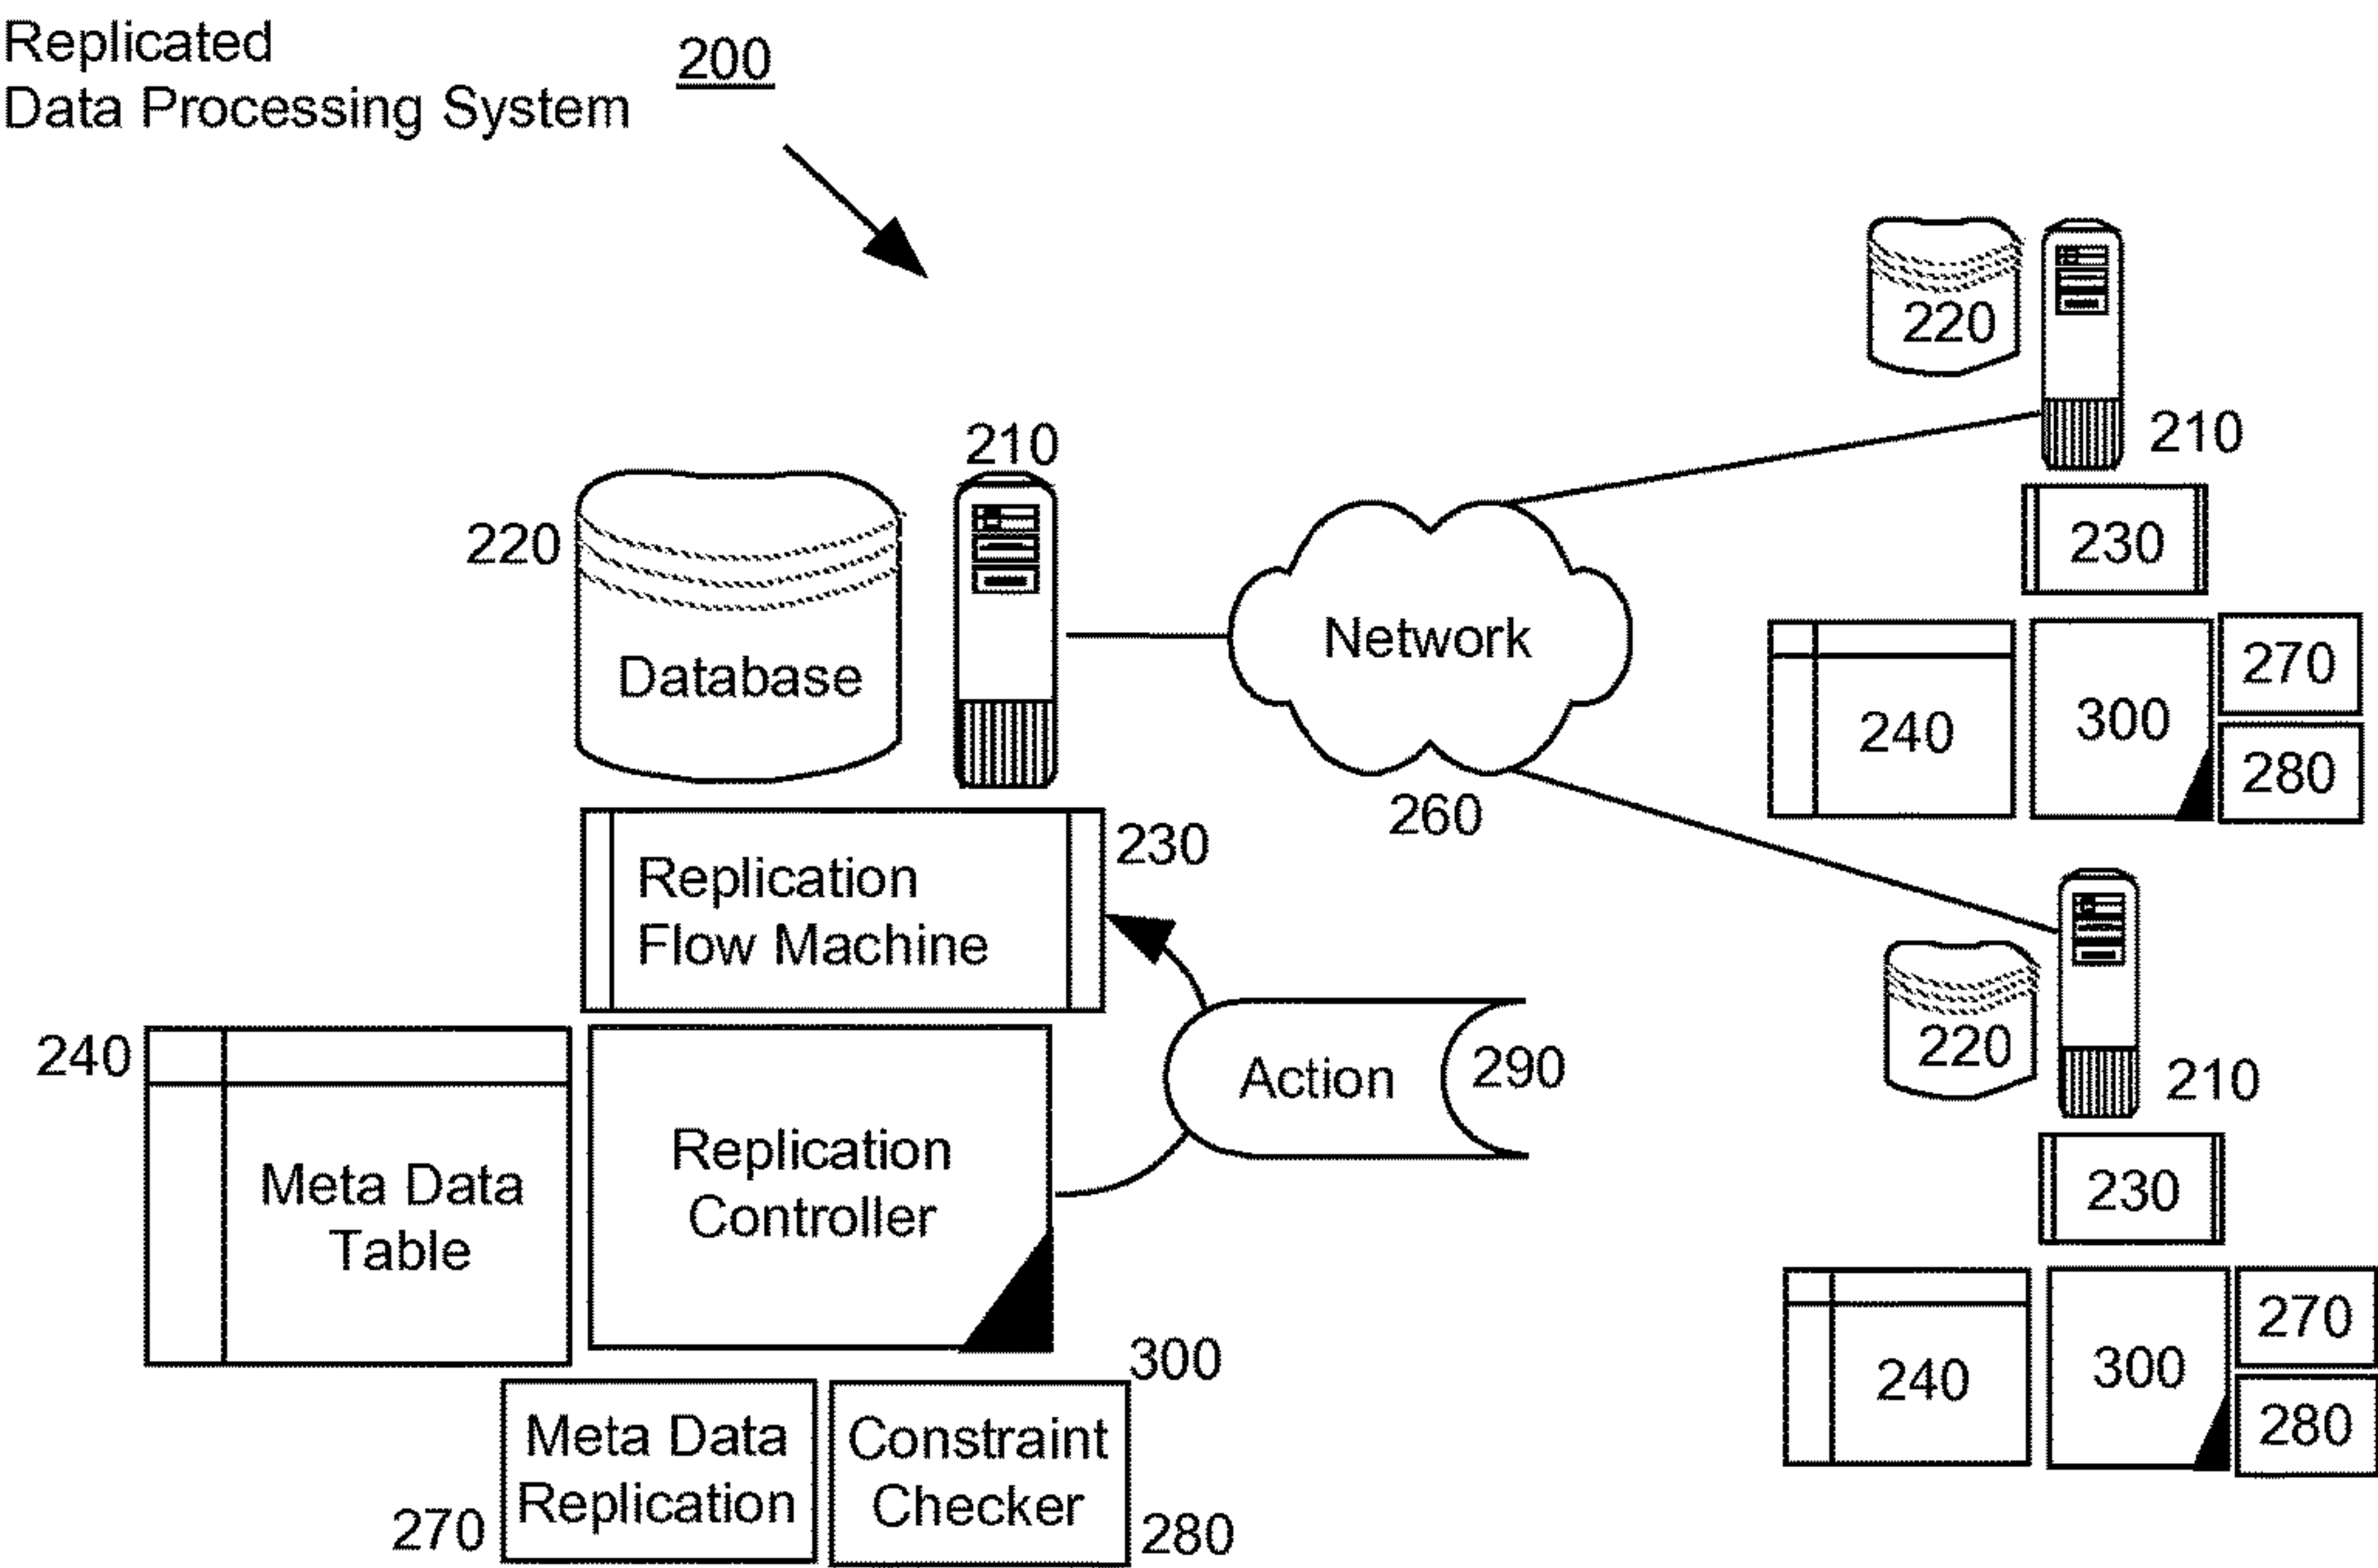 Replicated
Data Processing System
200
220
210
210
220
Database
Network
230
260
240
300
270
280
230
Replication
Flow Machine
240
Meta Data
Table
Replication
Controller
Action
290
300
220
210
230
240
300
270
280
270
Meta Data
Replication
Constraint
Checker
280